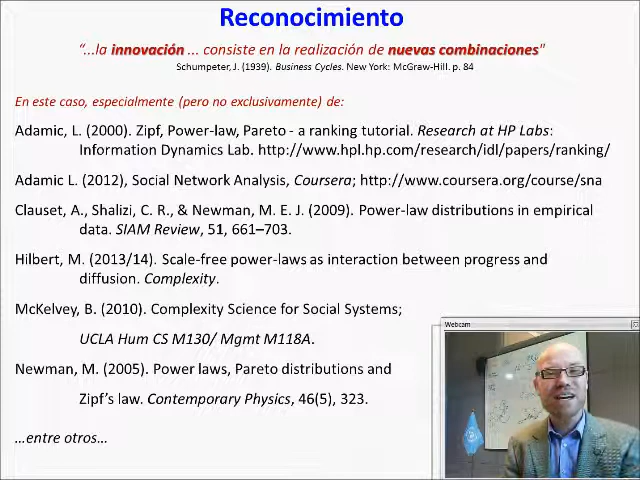 Reconocimiento
“...la innovación ... consiste en la realización de nuevas combinaciones”
Schumpeter, J. (1939). Business Cycles. New York: McGraw-Hill. p. 84
En este caso, especialmente (pero no exclusivamente) de:
Adamic, L. (2000). Zipf, Power-law, Pareto - a ranking tutorial. Research at HP Labs:
Information Dynamics Lab. http://www.hpl.hp.com/research/idl/papers/ranking/
Adamic L. (2012), Social Network Analysis, Coursera; http://www.coursera.org/course/sna
Clauset, A., Shalizi, C. R., & Newman, M. E. J. (2009). Power-law distributions in empirical
data. SIAM Review, 51, 661–703.
Hilbert, M. (2013/14). Scale-free power-laws as interaction between progress and
diffusion. Complexity.
McKelvey, B. (2010). Complexity Science for Social Systems;
UCLA Hum CS M130/ Mgmt M118A.
Newman, M. (2005). Power laws, Pareto distributions and
Zipf’s law. Contemporary Physics, 46(5), 323.
...entre otros...
Webcam